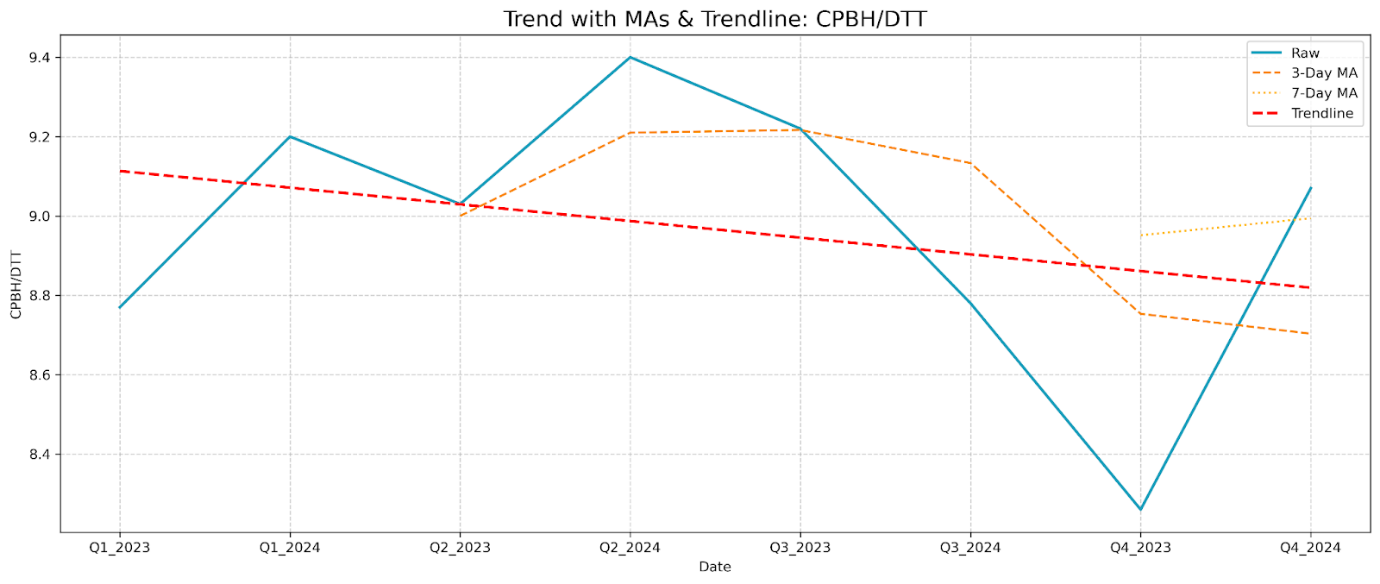 Trend with MAs & Trendline: CPBH/DTT
Raw
3-Day MA
7-Day MA
Trendline
9.4
9.2
9.0
8.8
8.6
8.4
CPBH/DTT
Q1_2023
Q1_2024
Q2_2023
Q2_2024
Q3_2023
Q3_2024
Q4_2023
Q4_2024
Date